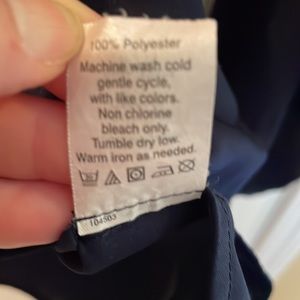 100% Polyester
Machine wash cold
gentle cycle,
with like colors.
Non chlorine
bleach only.
Tumble dry low.
Warm iron as needed.
104503